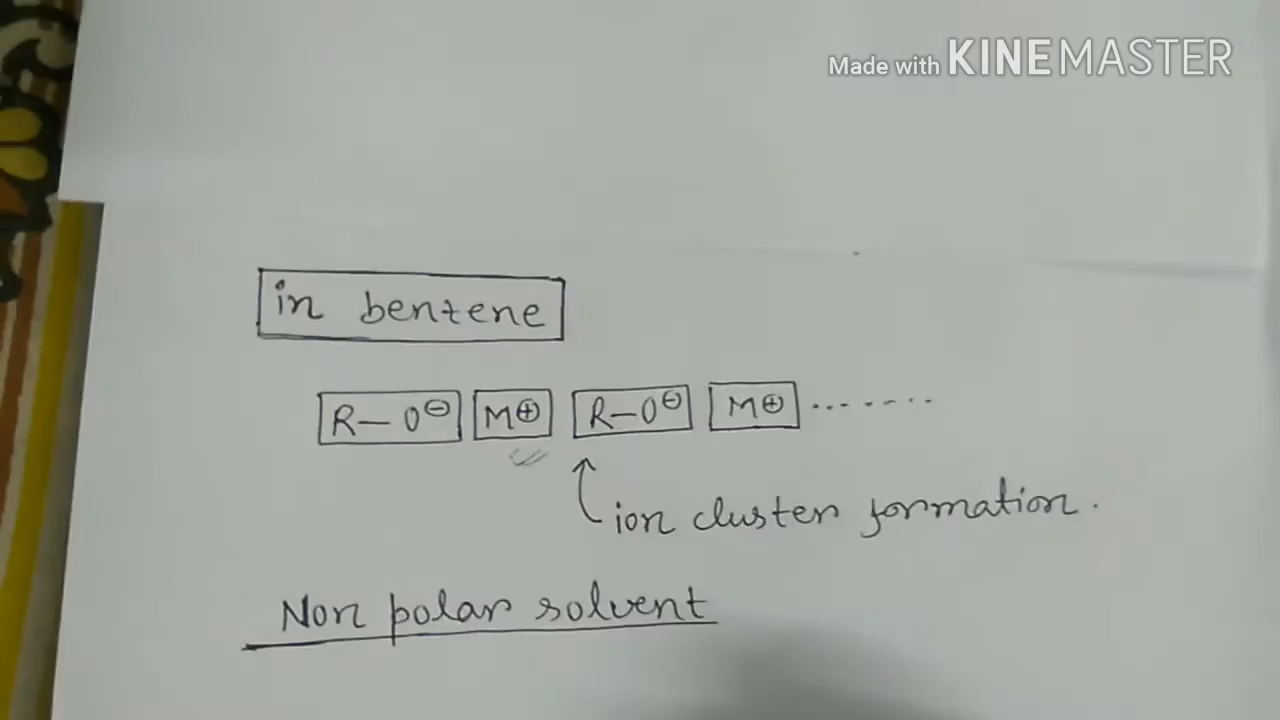 Made with KINEMASTER
in benzene
R-O⊖ M⊕ R-O⊖ M⊕ ........
ion cluster formation.
Non polar solvent